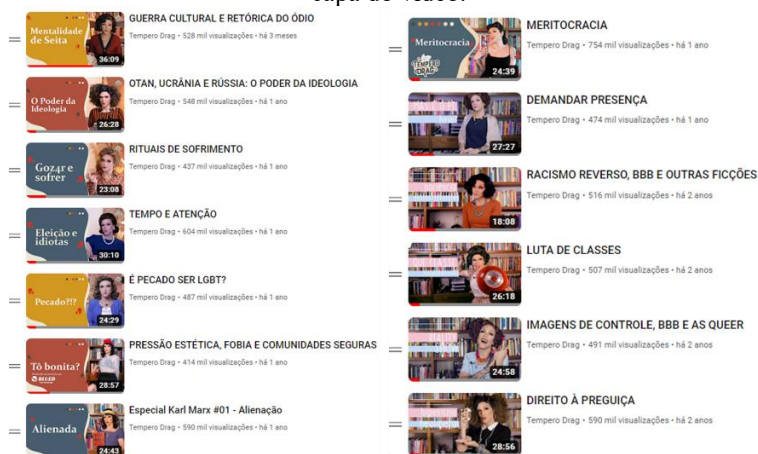 capa do vídeo.
Mentalidade
de Seita
36:09
GUERRA CULTURAL E RETÓRICA DO ÓDIO
Tempero Drag • 528 mil visualizações • há 3 meses
O Poder da
Ideologia
26:28
OTAN, UCRÂNIA E RÚSSIA: O PODER DA IDEOLOGIA
Tempero Drag • 548 mil visualizações • há 1 ano
Goz4r e
sofrer
23:08
RITUAIS DE SOFRIMENTO
Tempero Drag • 437 mil visualizações • há 1 ano
Eleição e
idiotas
30:10
TEMPO E ATENÇÃO
Tempero Drag • 604 mil visualizações • há 1 ano
Pecado?!?
24:29
É PECADO SER LGBT?
Tempero Drag • 487 mil visualizações • há 1 ano
Tô bonita?
28:57
PRESSÃO ESTÉTICA, FOBIA E COMUNIDADES SEGURAS
Tempero Drag • 414 mil visualizações • há 1 ano
Alienada
24:43
Especial Karl Marx #01 - Alienação
Tempero Drag • 590 mil visualizações • há 1 ano
Meritocracia
TEMPERO
DRAG
24:39
MERITOCRACIA
Tempero Drag • 754 mil visualizações • há 1 ano
27:27
DEMANDAR PRESENÇA
Tempero Drag • 474 mil visualizações • há 1 ano
18:08
RACISMO REVERSO, BBB E OUTRAS FICÇÕES
Tempero Drag • 516 mil visualizações • há 2 anos
26:18
LUTA DE CLASSES
Tempero Drag • 507 mil visualizações • há 2 anos
24:58
IMAGENS DE CONTROLE, BBB E AS QUEER
Tempero Drag • 491 mil visualizações • há 2 anos
28:56
DIREITO À PREGUIÇA
Tempero Drag • 590 mil visualizações • há 2 anos